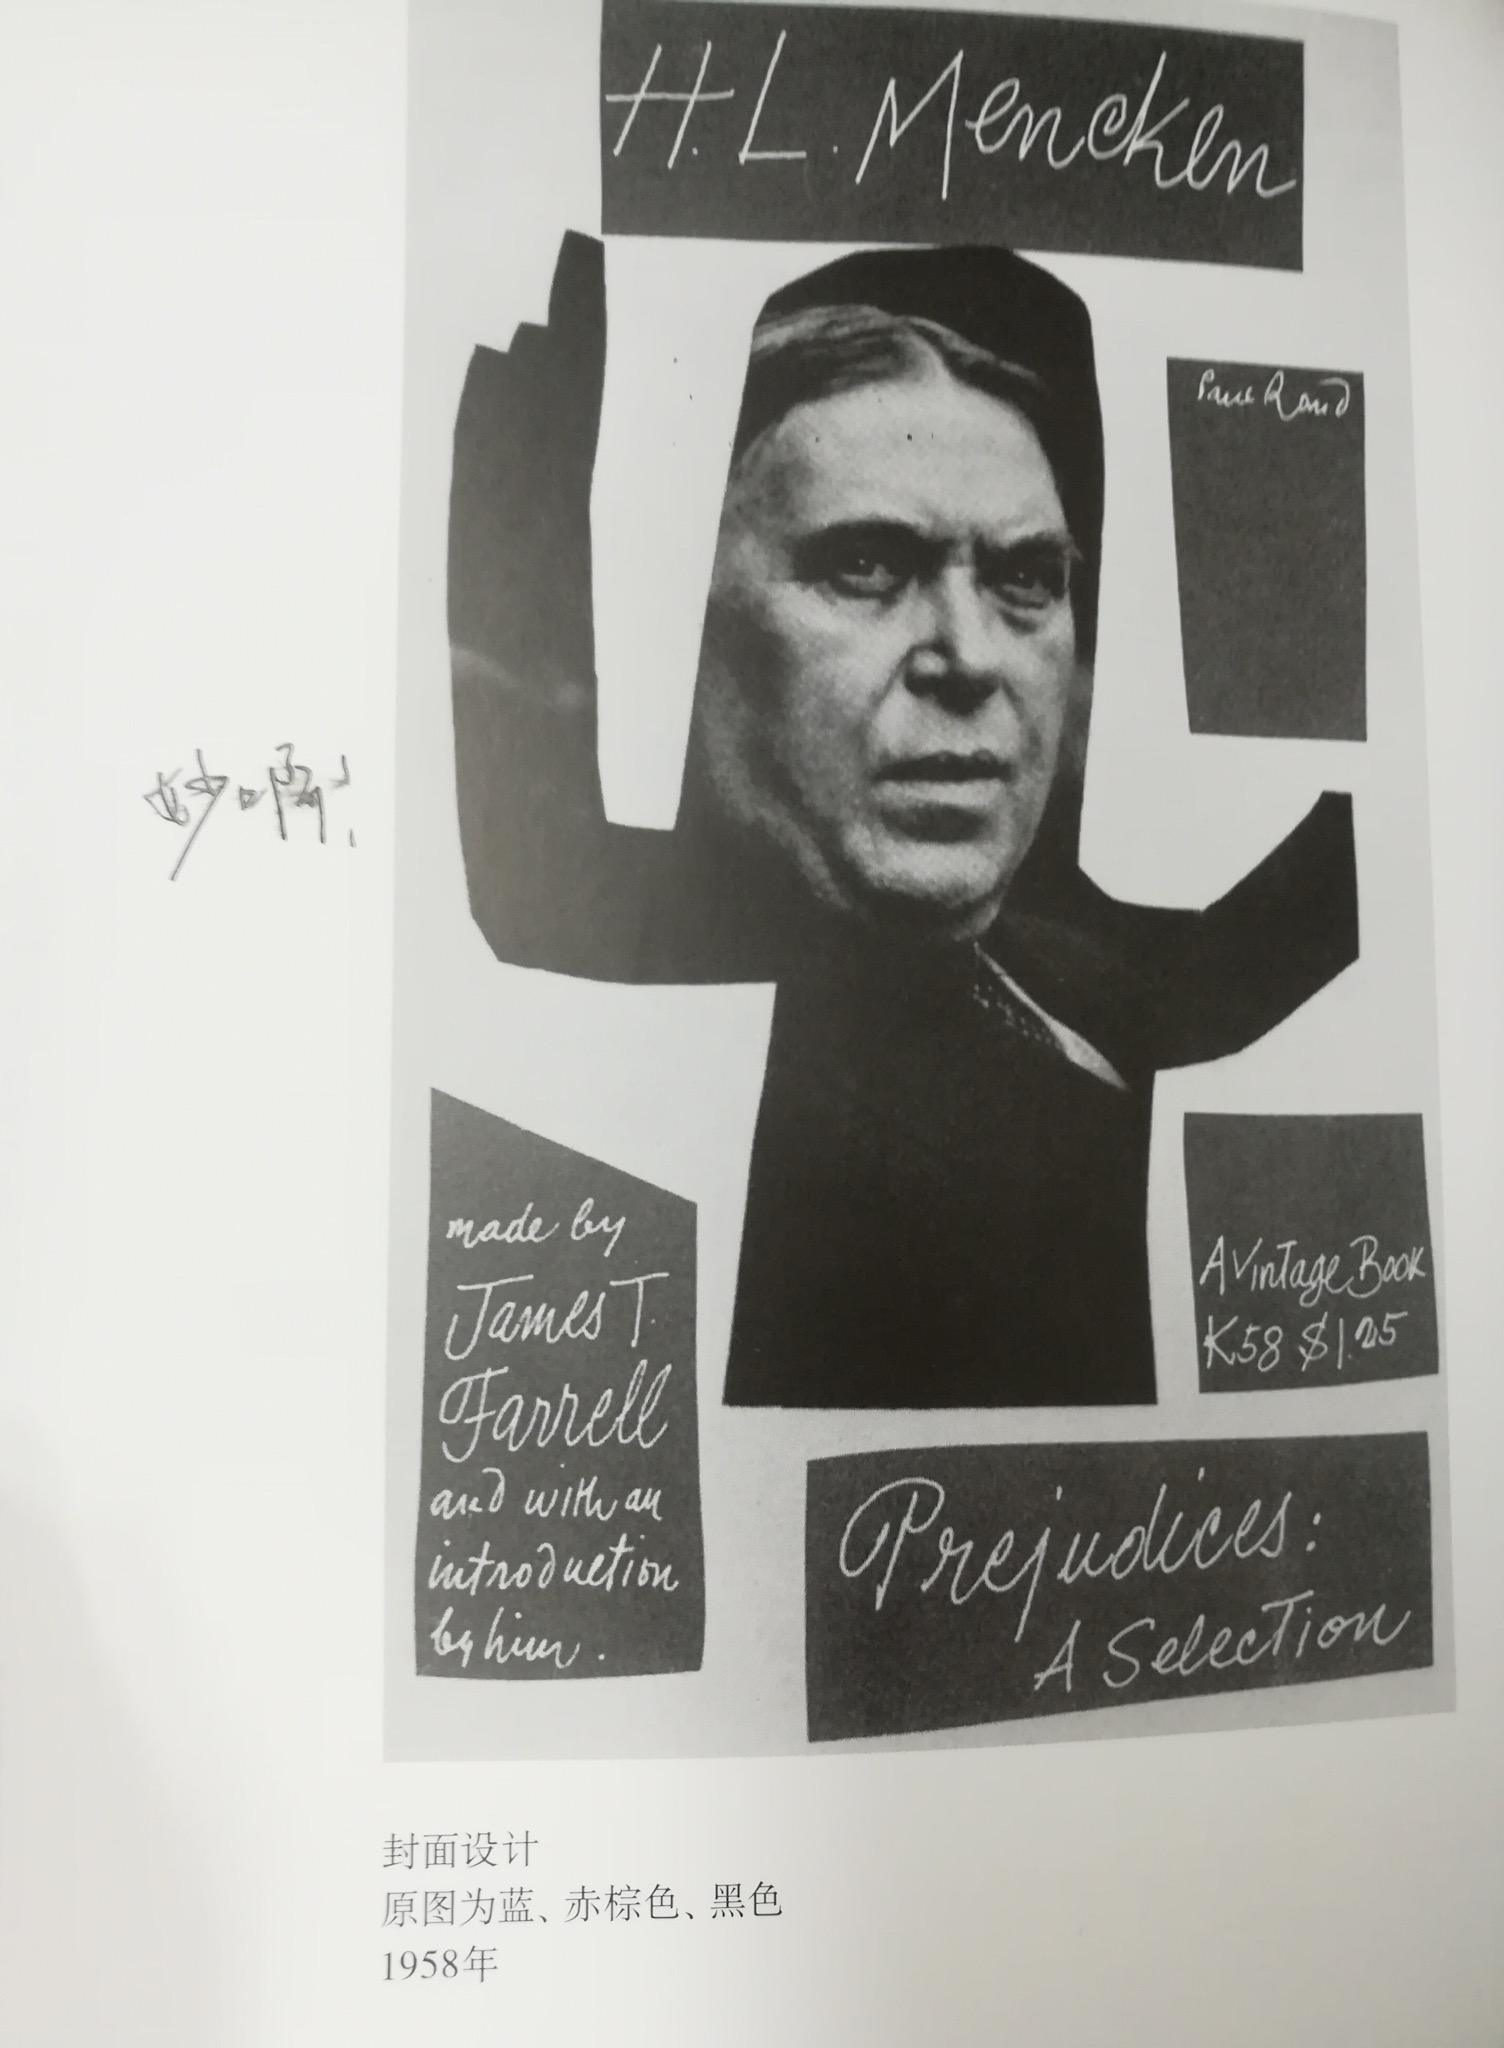 H. L. Mencken
Paul Rand
妙啊!
made by
James T.
Farrell
and with an
introduction
by him.
A Vintage Book
K58 $1.25
Prejudices:
A Selection
封面设计
原图为蓝、赤棕色、黑色
1958年